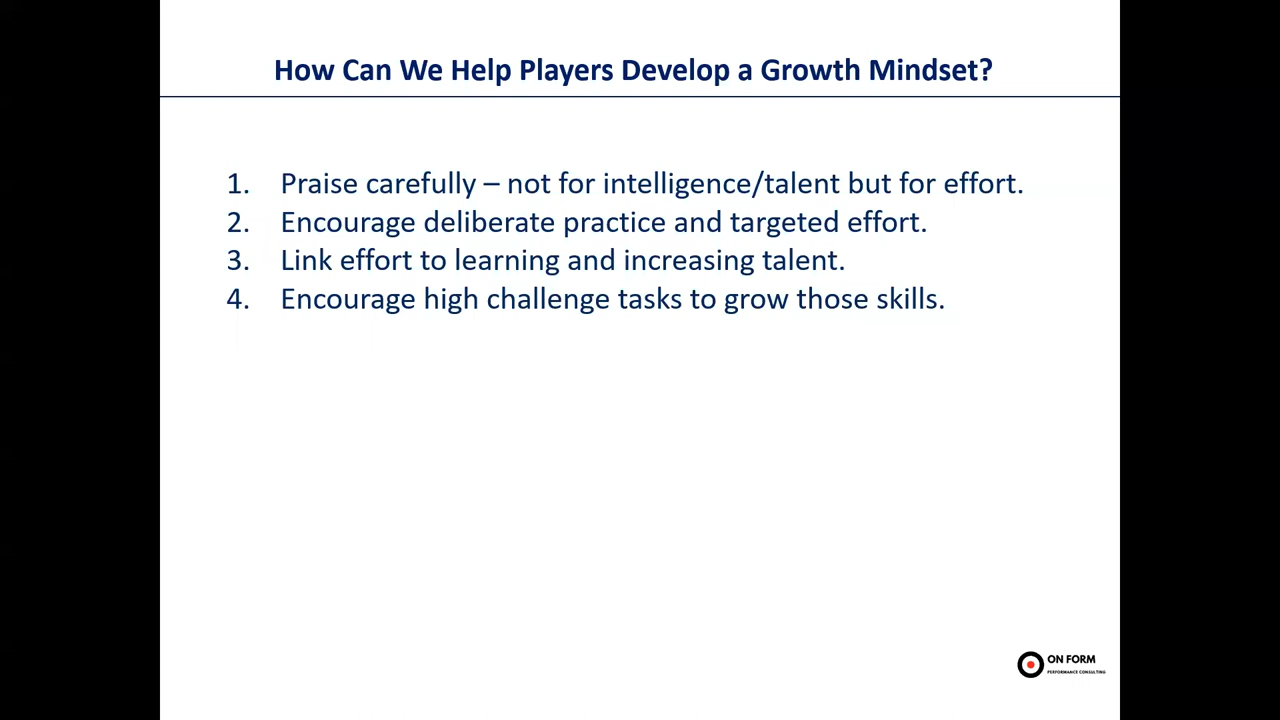 How Can We Help Players Develop a Growth Mindset?
1. Praise carefully – not for intelligence/talent but for effort.
2. Encourage deliberate practice and targeted effort.
3. Link effort to learning and increasing talent.
4. Encourage high challenge tasks to grow those skills.
ON FORM
PERFORMANCE CONSULTING